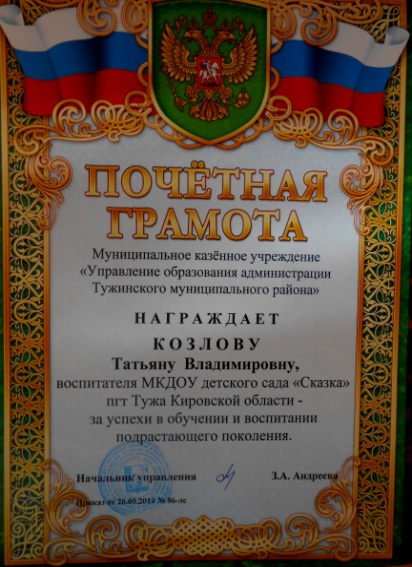 ПОЧЁТНАЯ
ГРАМОТА
Муниципальное казённое учреждение
«Управление образования администрации
Тужинского муниципального района»
НАГРАЖДАЕТ
КОЗЛОВУ
Татьяну Владимировну,
воспитателя МКДОУ детского сада «Сказка»
пгт Тужа Кировской области -
за успехи в обучении и воспитании
подрастающего поколения.
Начальник управления З.А. Андреева
Приказ от 26.09.2014 № 86-лс